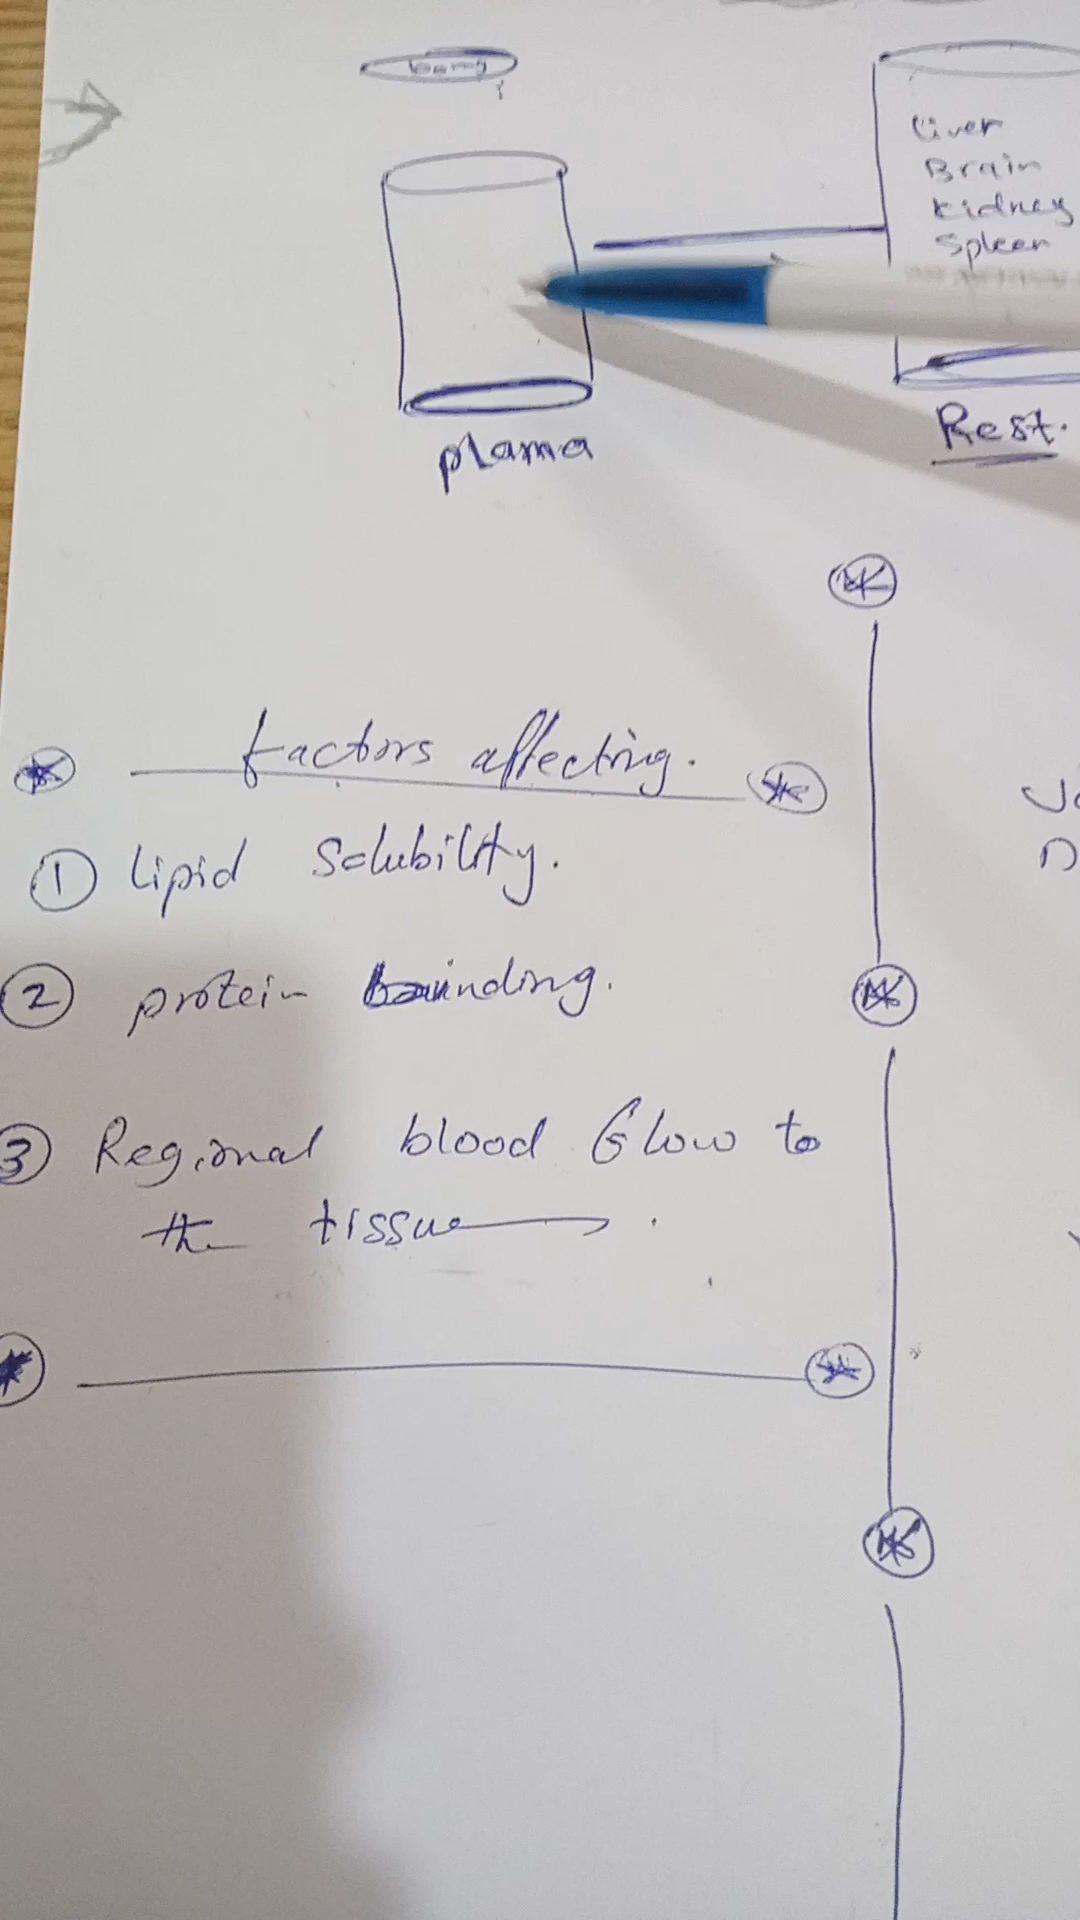 Liver
Brain
Kidney
Spleen
plama
Rest.
factors affecting.
① Lipid Solubility.
② protein binding.
③ Regional blood flow to
the tissue